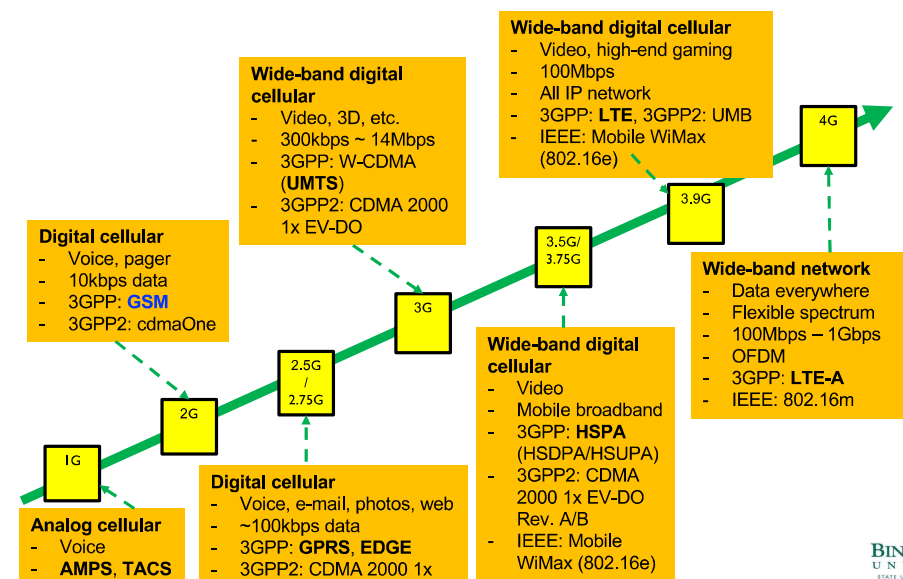 Wide-band digital cellular
- Video, high-end gaming
- 100Mbps
- All IP network
- 3GPP: LTE, 3GPP2: UMB
- IEEE: Mobile WiMax
(802.16e)
Wide-band digital
cellular
- Video, 3D, etc.
- 300kbps ~ 14Mbps
- 3GPP: W-CDMA
(UMTS)
- 3GPP2: CDMA 2000
1x EV-DO
Digital cellular
- Voice, pager
- 10kbps data
- 3GPP: GSM
- 3GPP2: cdmaOne
1G
2G
2.5G
/
2.75G
3G
3.5G/
3.75G
3.9G
4G
Analog cellular
- Voice
- AMPS, TACS
Digital cellular
- Voice, e-mail, photos, web
- ~100kbps data
- 3GPP: GPRS, EDGE
- 3GPP2: CDMA 2000 1x
Wide-band digital
cellular
- Video
- Mobile broadband
- 3GPP: HSPA
(HSDPA/HSUPA)
- 3GPP2: CDMA
2000 1x EV-DO
Rev. A/B
- IEEE: Mobile
WiMax (802.16e)
Wide-band network
- Data everywhere
- Flexible spectrum
- 100Mbps – 1Gbps
- OFDM
- 3GPP: LTE-A
- IEEE: 802.16m
BIN
UN
STATE U